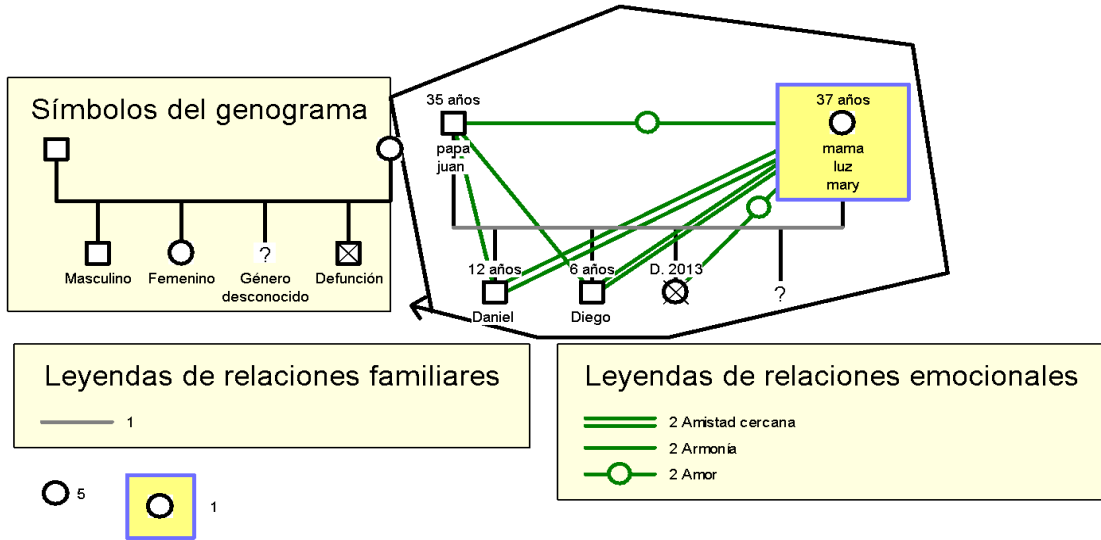 Símbolos del genograma
Masculino
Femenino
?
Género
desconocido
Defunción
35 años
papa
juan
37 años
mama
luz
mary
12 años
Daniel
6 años
Diego
D. 2013
?
Leyendas de relaciones familiares
1
5
1
Leyendas de relaciones emocionales
2 Amistad cercana
2 Armonía
2 Amor